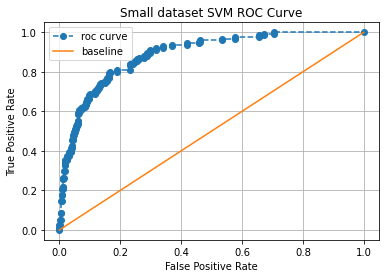 Small dataset SVM ROC Curve
roc curve
baseline
True Positive Rate
1.0
0.8
0.6
0.4
0.2
0.0
0.0 0.2 0.4 0.6 0.8 1.0
False Positive Rate